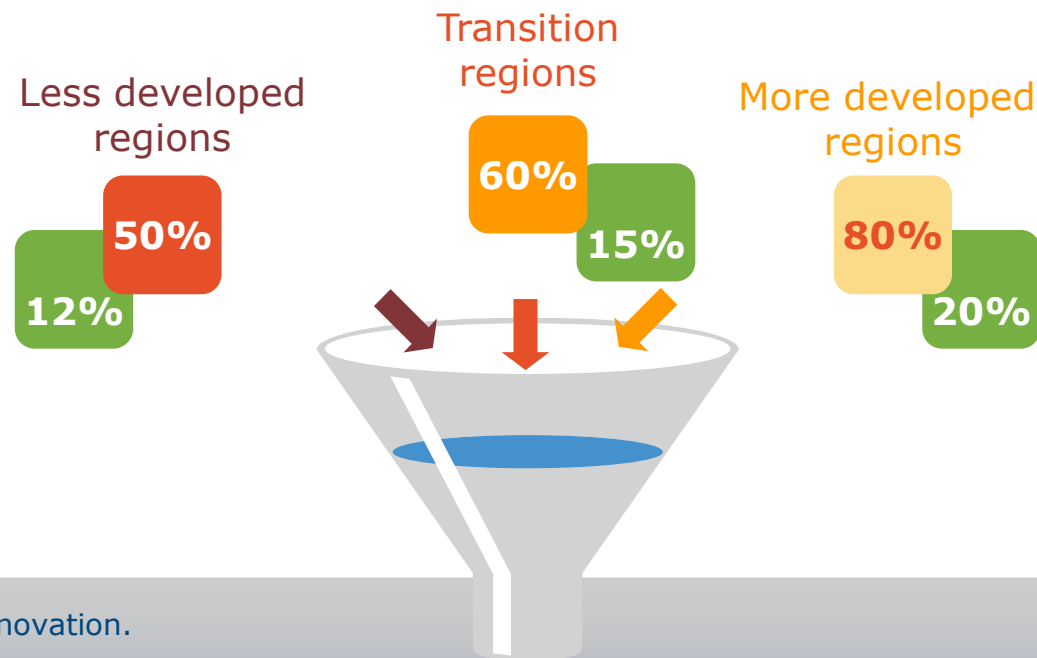 Transition
regions
Less developed
regions
More developed
regions
60%
15%
50%
12%
80%
20%
novation.